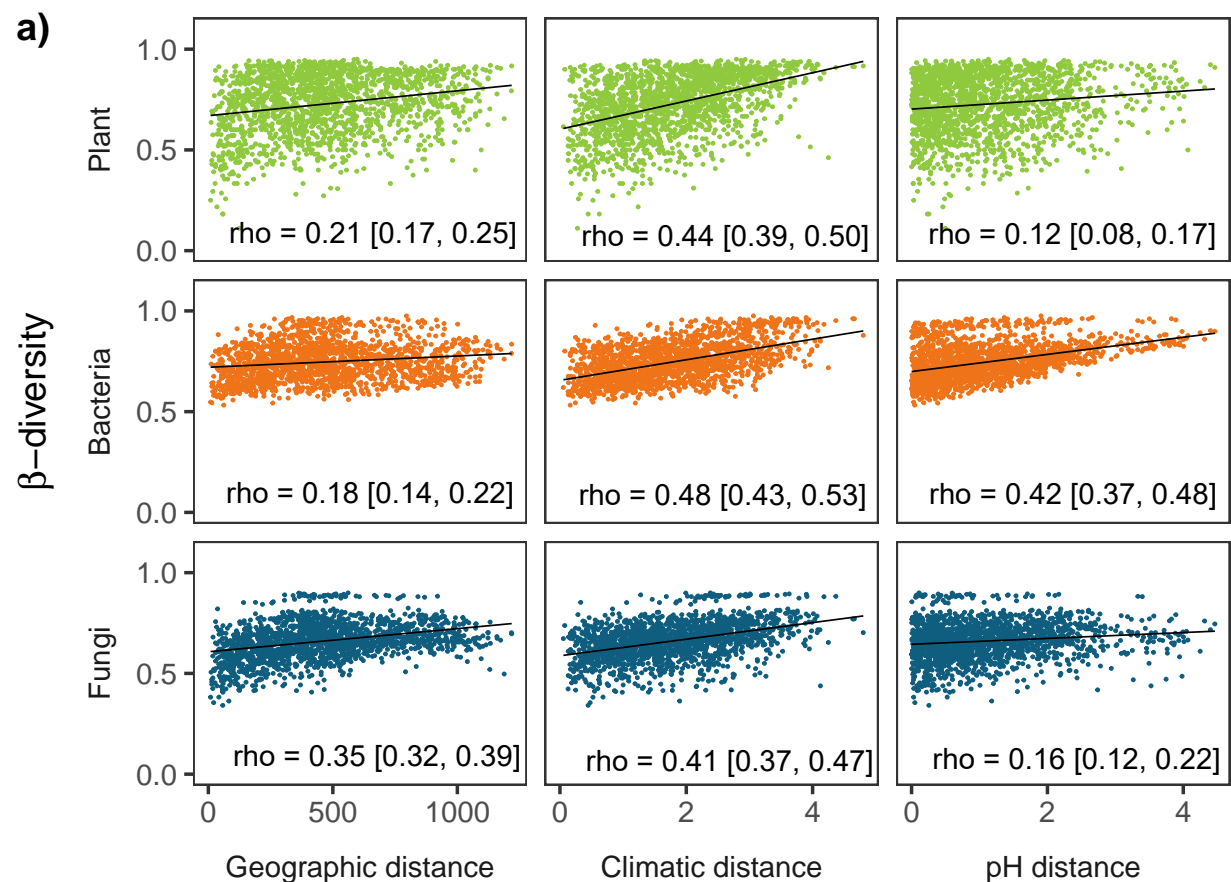 a)
β−diversity
Plant
1.0
0.5
0.0
rho = 0.21 [0.17, 0.25]
rho = 0.44 [0.39, 0.50]
rho = 0.12 [0.08, 0.17]
Bacteria
1.0
0.5
0.0
rho = 0.18 [0.14, 0.22]
rho = 0.48 [0.43, 0.53]
rho = 0.42 [0.37, 0.48]
Fungi
1.0
0.5
0.0
rho = 0.35 [0.32, 0.39]
rho = 0.41 [0.37, 0.47]
rho = 0.16 [0.12, 0.22]
0 500 1000
0 2 4
0 2 4
Geographic distance
Climatic distance
pH distance